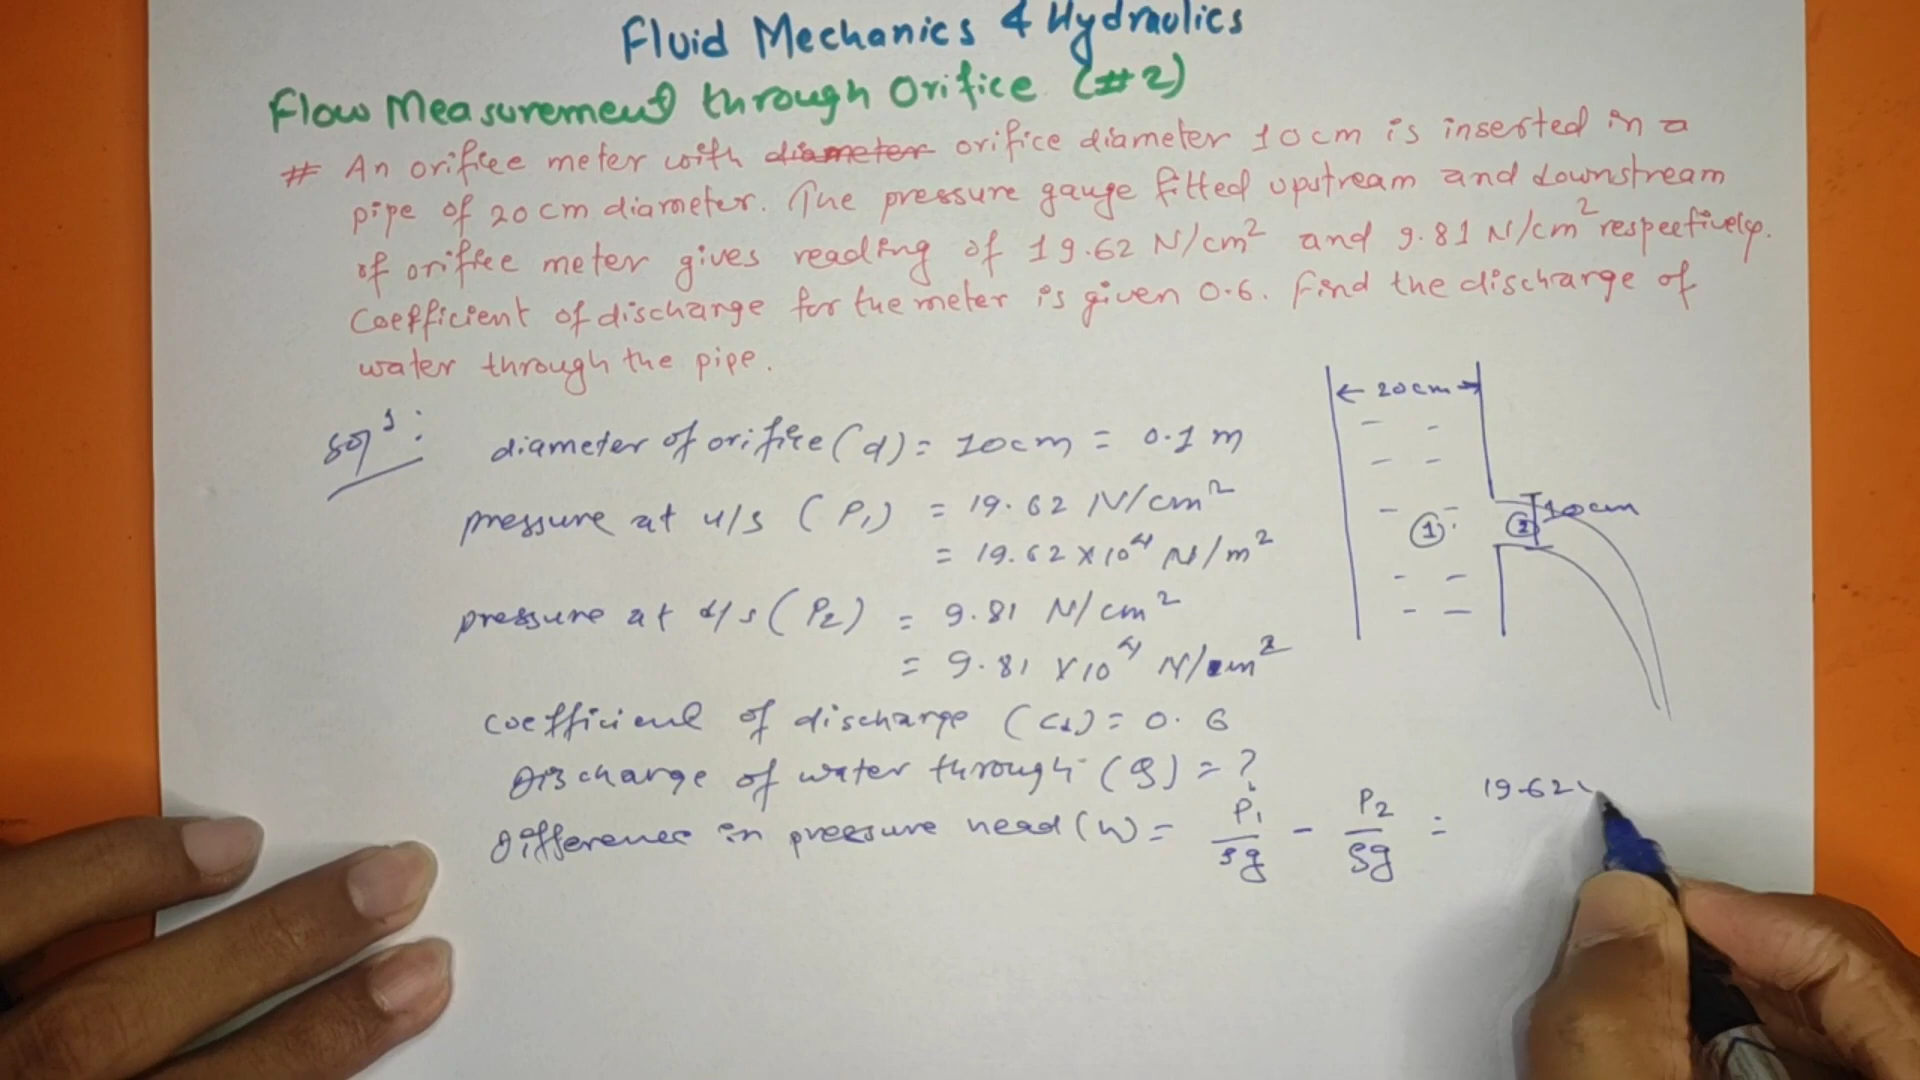 Fluid Mechanics & Hydraulics
Flow Measurement through Orifice (#2)
# An orifice meter with diameter orifice diameter 10cm is inserted in a
pipe of 20cm diameter. The pressure gauge fitted upstream and downstream
of orifice meter gives reading of 19.62 N/cm² and 9.81 N/cm² respectively.
Coefficient of discharge for the meter is given 0.6. Find the discharge of
water through the pipe.
← 20cm →
diameter of orifice (d) = 10cm = 0.1 m
pressure at u/s (P₁) = 19.62 N/cm²
= 19.62 × 10⁴ N/m²
① ② 10cm
pressure at d/s (P₂) = 9.81 N/cm²
= 9.81 × 10⁴ N/m²
coefficient of discharge (Cd) = 0.6
Discharge of water through (Q) = ?
Difference in pressure head (h) = P₁/ρg - P₂/ρg = 19.62